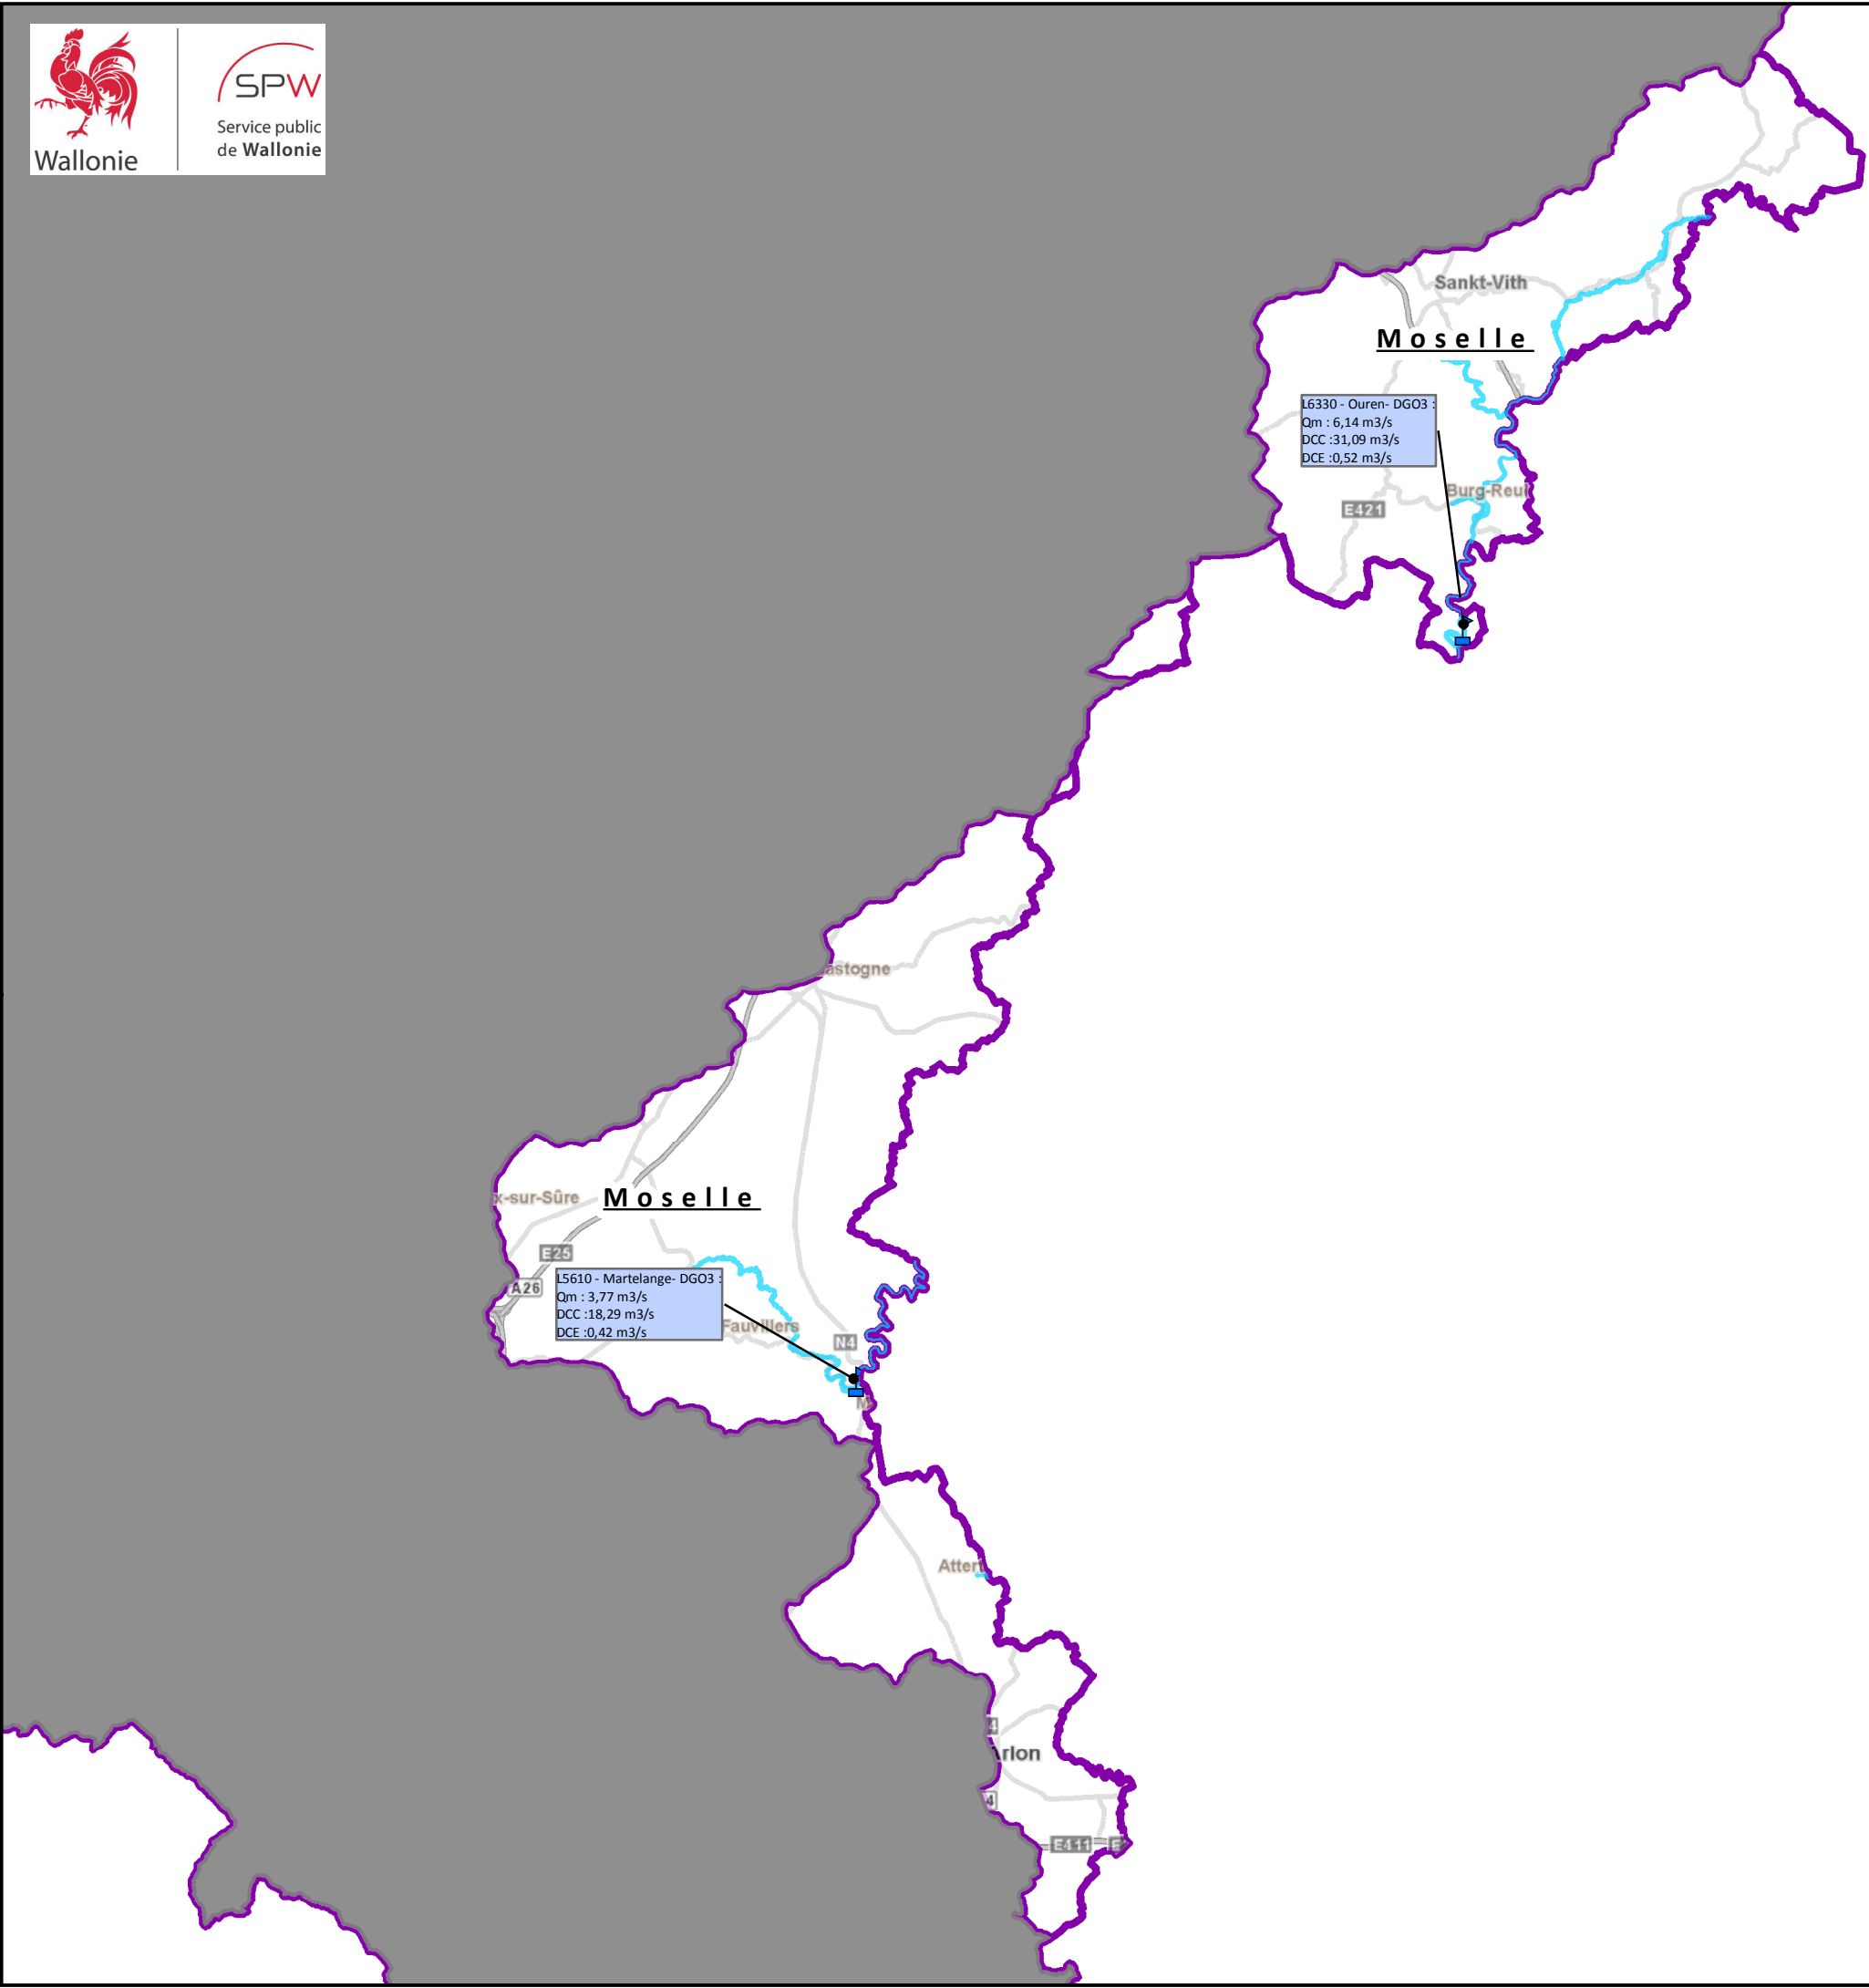 Wallonie
SPW
Service public
de Wallonie
Sankt-Vith
Moselle
L6330 - Ouren- DGO3 :
Qm : 6,14 m3/s
DCC :31,09 m3/s
DCE :0,52 m3/s
Burg-Reul
E421
astogne
x-sur-Sûre
Moselle
E25
A26
L5610 - Martelange- DGO3 :
Qm : 3,77 m3/s
DCC :18,29 m3/s
DCE :0,42 m3/s
Fauvillers
N4
M
Attert
4
Arlon
4
E411
E